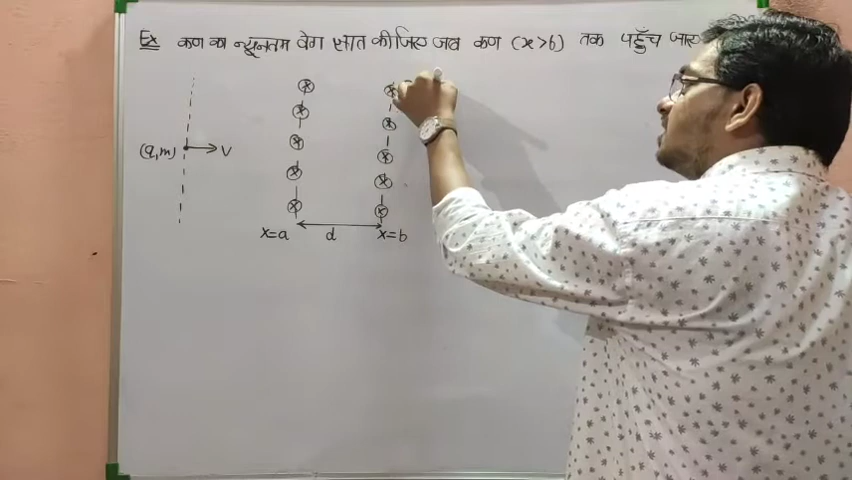 Ex कण का न्यूनतम वेग ज्ञात कीजिए जब कण (x>b) तक पहुँच जाए
(q,m) V
x=a d x=b